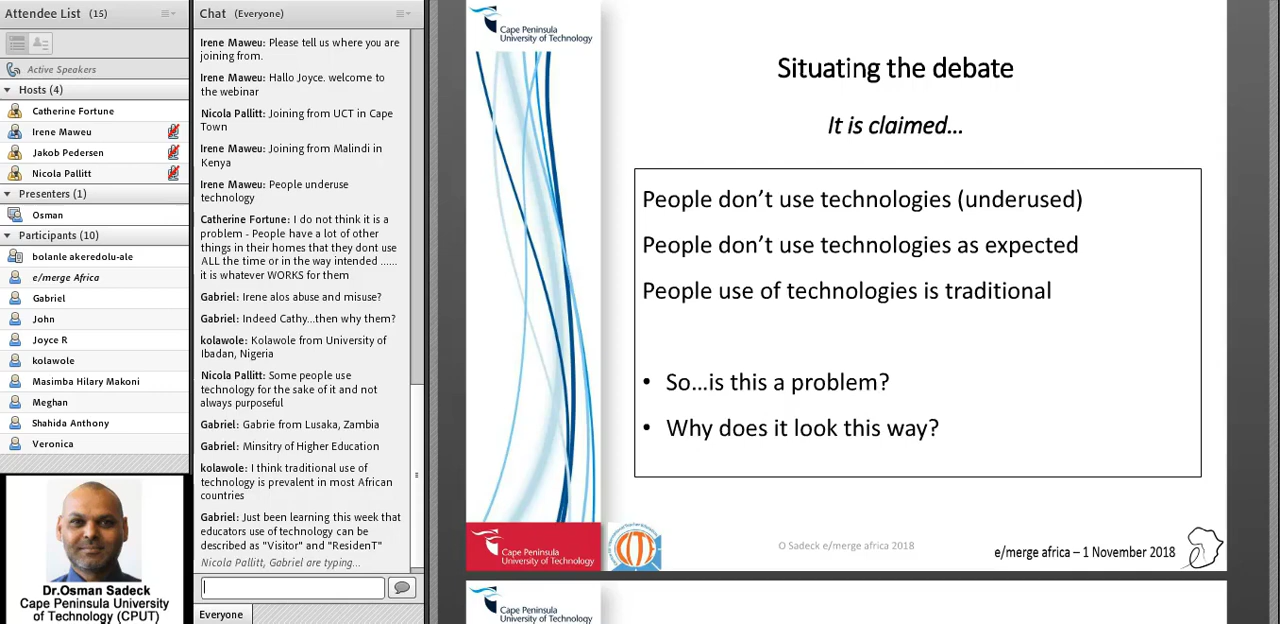 Attendee List (15)
Active Speakers
Hosts (4)
Catherine Fortune
Irene Maweu
Jakob Pedersen
Nicola Pallitt
Presenters (1)
Osman
Participants (10)
bolanle akeredolu-ale
e/merge Africa
Gabriel
John
Joyce R
kolawole
Masimba Hilary Makoni
Meghan
Shahida Anthony
Veronica
Dr.Osman Sadeck
Cape Peninsula University
of Technology (CPUT)
Chat (Everyone)
Irene Maweu: Please tell us where you are
joining from.
Irene Maweu: Hallo Joyce. welcome to
the webinar
Nicola Pallitt: Joining from UCT in Cape
Town
Irene Maweu: Joining from Malindi in
Kenya
Irene Maweu: People underuse
technology
Catherine Fortune: I do not think it is a
problem - People have a lot of other
things in their homes that they dont use
ALL the time or in the way intended ......
it is whatever WORKS for them
Gabriel: Irene alos abuse and misuse?
Gabriel: Indeed Cathy...then why them?
kolawole: Kolawole from University of
Ibadan, Nigeria
Nicola Pallitt: Some people use
technology for the sake of it and not
always purposeful
Gabriel: Gabrie from Lusaka, Zambia
Gabriel: Minsitry of Higher Education
kolawole: I think traditional use of
technology is prevalent in most African
countries
Gabriel: Just been learning this week that
educators use of technology can be
described as "Visitor" and "ResidenT"
Nicola Pallitt, Gabriel are typing...
Everyone
Cape Peninsula
University of Technology
Situating the debate
It is claimed...
People don't use technologies (underused)
People don't use technologies as expected
People use of technologies is traditional
• So...is this a problem?
• Why does it look this way?
Cape Peninsula
University of Technology
O Sadeck e/merge africa 2018
e/merge africa – 1 November 2018
Cape Peninsula
University of Technology